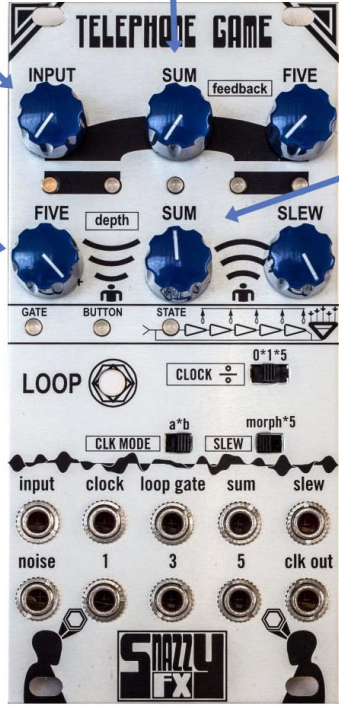 TELEPHONE GAME
INPUT SUM FIVE
feedback
FIVE SUM SLEW
depth
GATE BUTTON STATE
LOOP
CLOCK ÷ 0*1*5
a*b morph*5
CLK MODE SLEW
input clock loop gate sum slew
noise 1 3 5 clk out
SNAZZY
FX